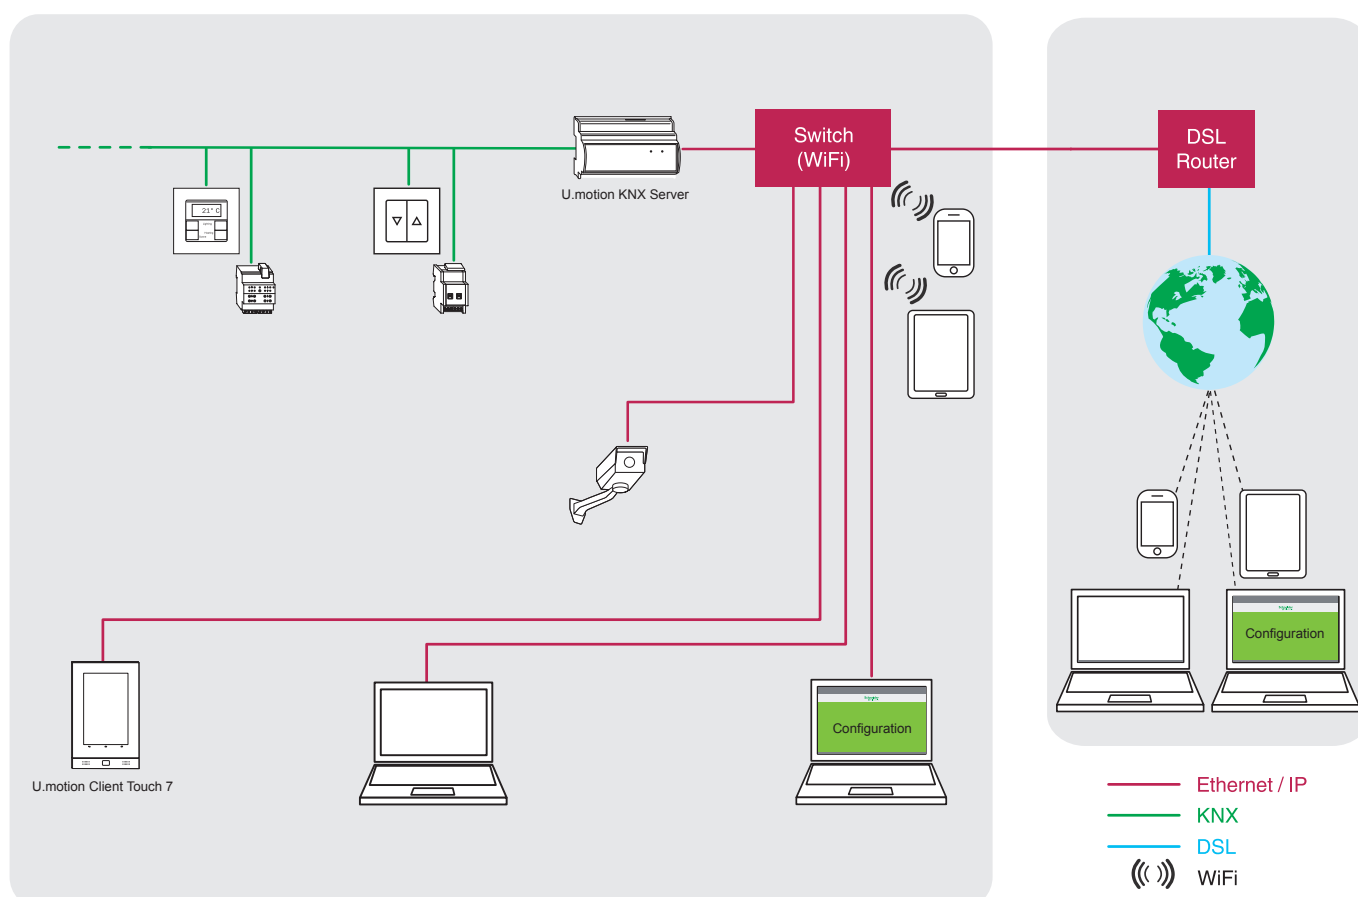 Switch
(WiFi)
DSL
Router
U.motion KNX Server
21° C
Configuration
Configuration
U.motion Client Touch 7
Ethernet / IP
KNX
DSL
WiFi